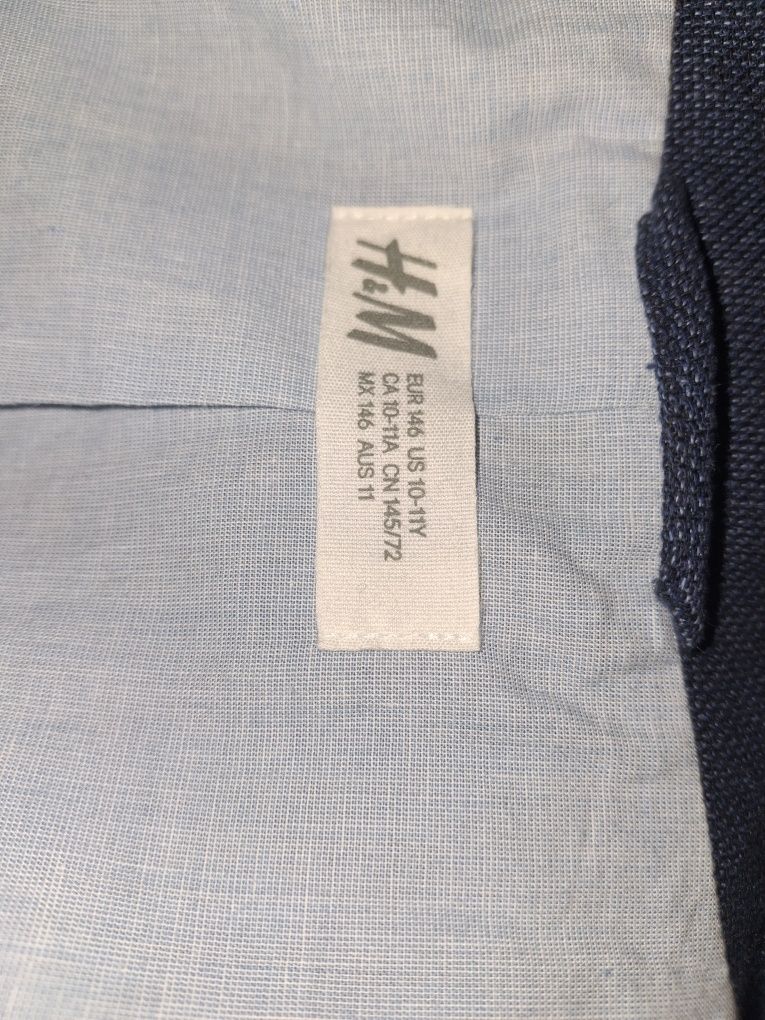 H&M
EUR 146 US 10-11Y
CA 10-11A CN 145/72
MX 146 AUS 11